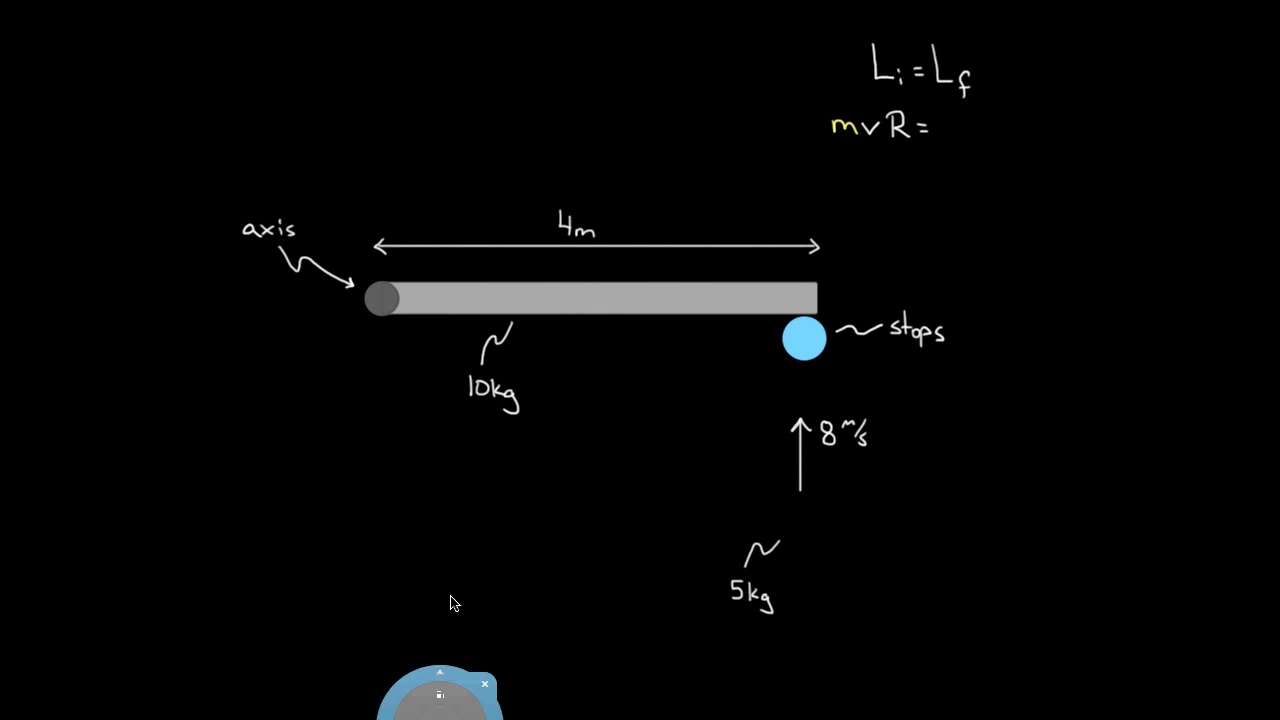 Li = Lf
mvR =
axis
4m
stops
10kg
8 m/s
5kg